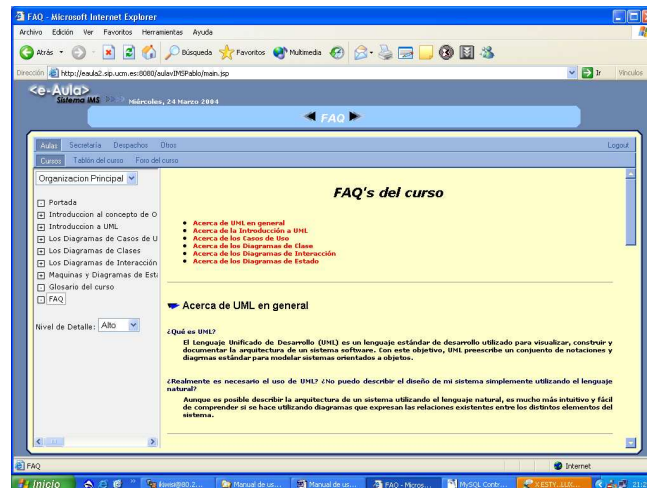 FAQ - Microsoft Internet Explorer
Archivo Edición Ver Favoritos Herramientas Ayuda
Atrás Búsqueda Favoritos Multimedia
Dirección http://eaula2.sip.ucm.es:8080/aulavIMSPablo/main.jsp Ir Vínculos
<e-Aula>
Sistema IMS Miércoles, 24 Marzo 2004
FAQ
Aulas Secretaría Despachos Otros Logout
Cursos Tablón del curso Foro del curso
Organizacion Principal
Portada
Introduccion al concepto de O
Introduccion a UML
Los Diagramas de Casos de U
Los Diagramas de Clases
Los Diagramas de Interacción
Maquinas y Diagramas de Esta
Glosario del curso
FAQ
Nivel de Detalle: Alto
FAQ's del curso
Acerca de UML en general
Acerca de la Introducción a UML
Acerca de los Casos de Uso
Acerca de los Diagramas de Clase
Acerca de los Diagramas de Interacción
Acerca de los Diagramas de Estado
Acerca de UML en general
¿Qué es UML?
El Lenguaje Unificado de Desarrollo (UML) es un lenguaje estándar de desarrollo utilizado para visualizar, construir y
documentar la arquitectura de un sistema software. Con este objetivo, UML preescribe un conjunto de notaciones y
diagrmas estándar para modelar sistemas orientados a objetos.
¿Realmente es necesario el uso de UML? ¿No puedo describir el diseño de mi sistema simplemente utilizando el lenguaje
natural?
Aunque es posible describir la arquitectura de un sistema utilizando el lenguaje natural, es mucho más intuitivo y fácil
de comprender si se hace utilizando diagramas que expresan las relaciones existentes entre los distintos elementos del
sistema.
FAQ Internet
Inicio Manual de us... Manual de us... FAQ - Micros... MySQL Contr...